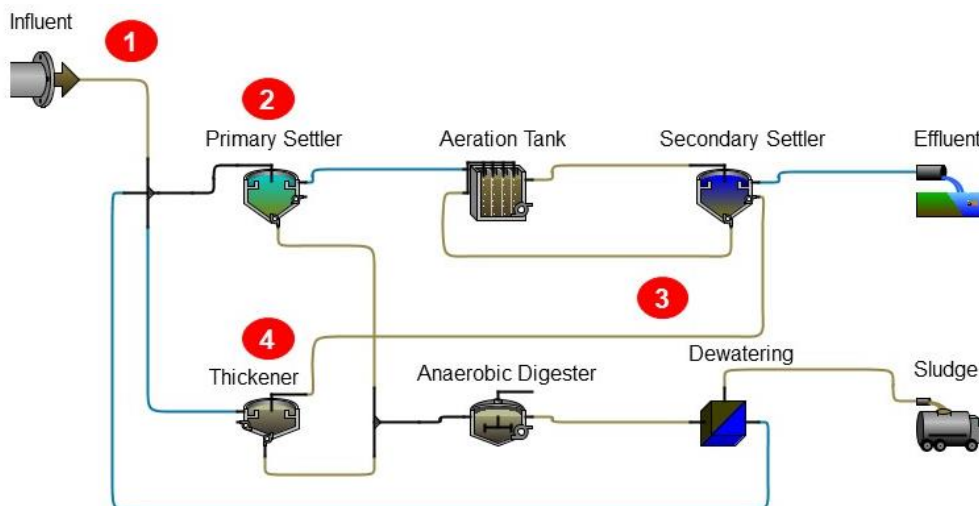 Influent
1
2
Primary Settler
Aeration Tank
Secondary Settler
Effluent
3
4
Thickener
Anaerobic Digester
Dewatering
Sludge